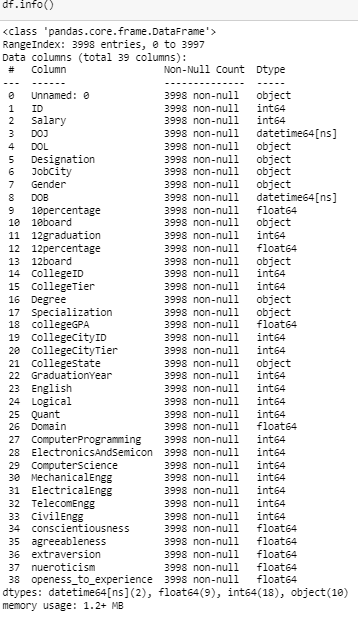 df.info()
<class 'pandas.core.frame.DataFrame'>
RangeIndex: 3998 entries, 0 to 3997
Data columns (total 39 columns):
 #   Column                 Non-Null Count  Dtype
---  ------                 --------------  -----
 0   Unnamed: 0             3998 non-null   object
 1   ID                     3998 non-null   int64
 2   Salary                 3998 non-null   int64
 3   DOJ                    3998 non-null   datetime64[ns]
 4   DOL                    3998 non-null   object
 5   Designation            3998 non-null   object
 6   JobCity                3998 non-null   object
 7   Gender                 3998 non-null   object
 8   DOB                    3998 non-null   datetime64[ns]
 9   10percentage           3998 non-null   float64
 10  10board                3998 non-null   object
 11  12graduation           3998 non-null   int64
 12  12percentage           3998 non-null   float64
 13  12board                3998 non-null   object
 14  CollegeID              3998 non-null   int64
 15  CollegeTier            3998 non-null   int64
 16  Degree                 3998 non-null   object
 17  Specialization         3998 non-null   object
 18  collegeGPA             3998 non-null   float64
 19  CollegeCityID          3998 non-null   int64
 20  CollegeCityTier        3998 non-null   int64
 21  CollegeState           3998 non-null   object
 22  GraduationYear         3998 non-null   int64
 23  English                3998 non-null   int64
 24  Logical                3998 non-null   int64
 25  Quant                  3998 non-null   int64
 26  Domain                 3998 non-null   float64
 27  ComputerProgramming    3998 non-null   int64
 28  ElectronicsAndSemicon  3998 non-null   int64
 29  ComputerScience        3998 non-null   int64
 30  MechanicalEngg         3998 non-null   int64
 31  ElectricalEngg         3998 non-null   int64
 32  TelecomEngg            3998 non-null   int64
 33  CivilEngg              3998 non-null   int64
 34  conscientiousness      3998 non-null   float64
 35  agreeableness          3998 non-null   float64
 36  extraversion           3998 non-null   float64
 37  nueroticism            3998 non-null   float64
 38  openess_to_experience  3998 non-null   float64
dtypes: datetime64[ns](2), float64(9), int64(18), object(10)
memory usage: 1.2+ MB